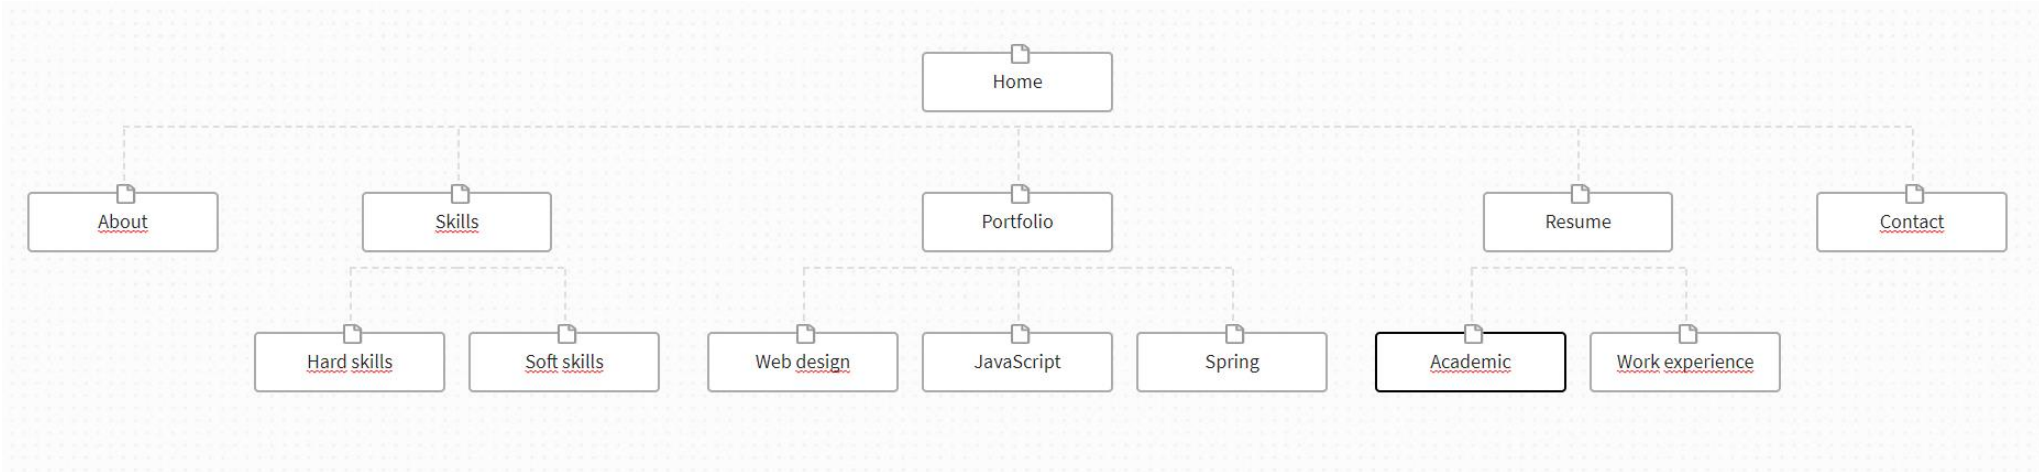 Home
About
Skills
Portfolio
Resume
Contact
Hard skills
Soft skills
Web design
JavaScript
Spring
Academic
Work experience